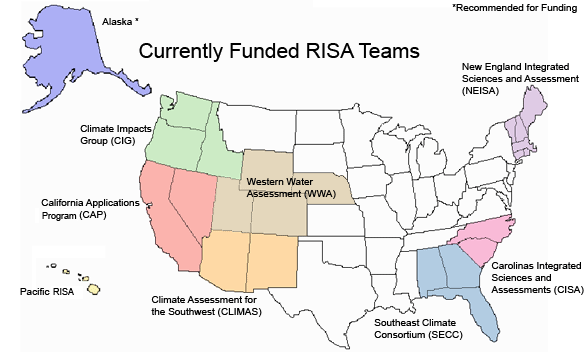 *Recommended for Funding
Alaska *
Currently Funded RISA Teams
New England Integrated
Sciences and Assessment
(NEISA)
Climate Impacts
Group (CIG)
Western Water
Assessment (WWA)
California Applications
Program (CAP)
Carolinas Integrated
Sciences and
Assessments (CISA)
Pacific RISA
Climate Assessment for
the Southwest (CLIMAS)
Southeast Climate
Consortium (SECC)